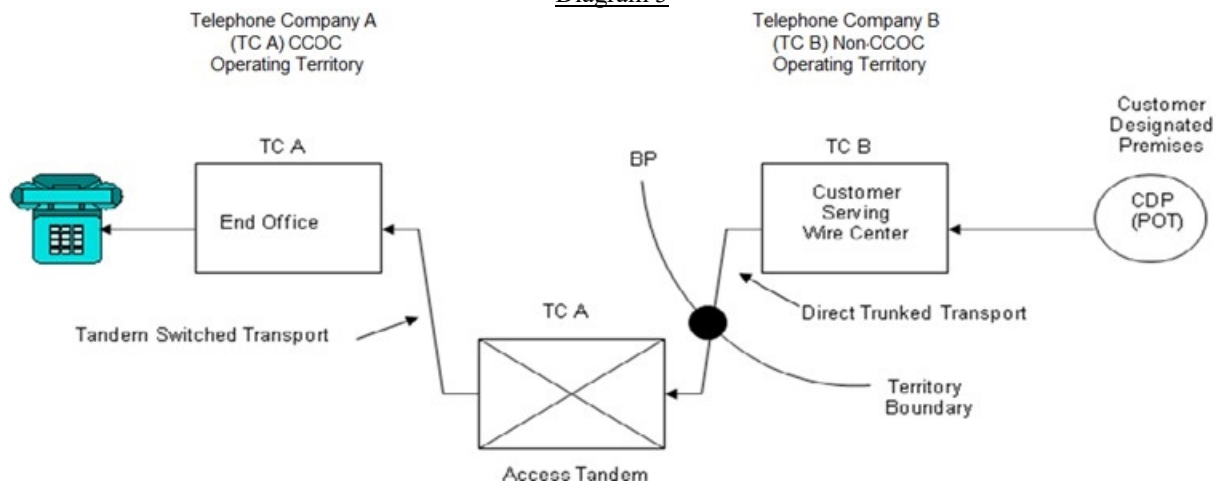 Telephone Company A
(TC A) CCOC
Operating Territory
Telephone Company B
(TC B) Non-CCOC
Operating Territory
Customer
Designated
Premises
TC A
BP
TC B
End Office
Customer
Serving
Wire Center
CDP
(POT)
Tandem Switched Transport
TC A
Direct Trunked Transport
Territory
Boundary
Access Tandem